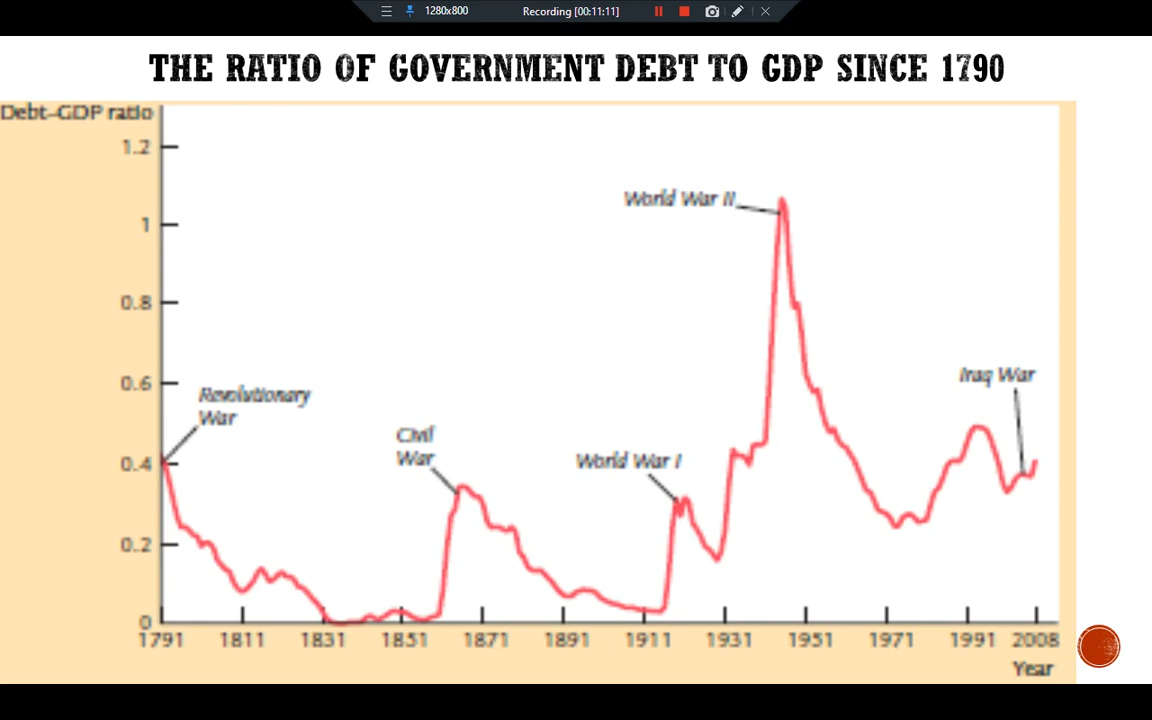 1280x800
Recording [00:11:11]
THE RATIO OF GOVERNMENT DEBT TO GDP SINCE 1790
Debt–GDP ratio
1.2
World War II
1
0.8
0.6
Iraq War
Revolutionary
War
Civil
War
World War I
0.4
0.2
0
1791 1811 1831 1851 1871 1891 1911 1931 1951 1971 1991 2008
Year